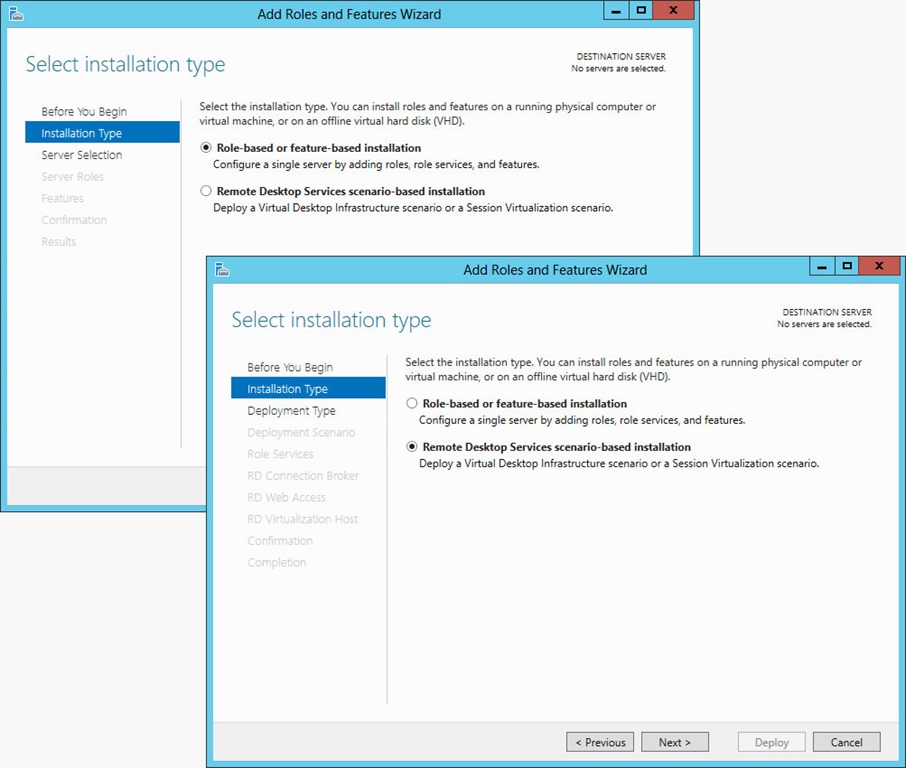 Add Roles and Features Wizard
Select installation type
DESTINATION SERVER
No servers are selected.
Before You Begin
Installation Type
Server Selection
Server Roles
Features
Confirmation
Results
Select the installation type. You can install roles and features on a running physical computer or
virtual machine, or on an offline virtual hard disk (VHD).
Role-based or feature-based installation
Configure a single server by adding roles, role services, and features.
Remote Desktop Services scenario-based installation
Deploy a Virtual Desktop Infrastructure scenario or a Session Virtualization scenario.
Add Roles and Features Wizard
Select installation type
DESTINATION SERVER
No servers are selected.
Before You Begin
Installation Type
Deployment Type
Deployment Scenario
Role Services
RD Connection Broker
RD Web Access
RD Virtualization Host
Confirmation
Completion
Select the installation type. You can install roles and features on a running physical computer or
virtual machine, or on an offline virtual hard disk (VHD).
Role-based or feature-based installation
Configure a single server by adding roles, role services, and features.
Remote Desktop Services scenario-based installation
Deploy a Virtual Desktop Infrastructure scenario or a Session Virtualization scenario.
< Previous
Next >
Deploy
Cancel